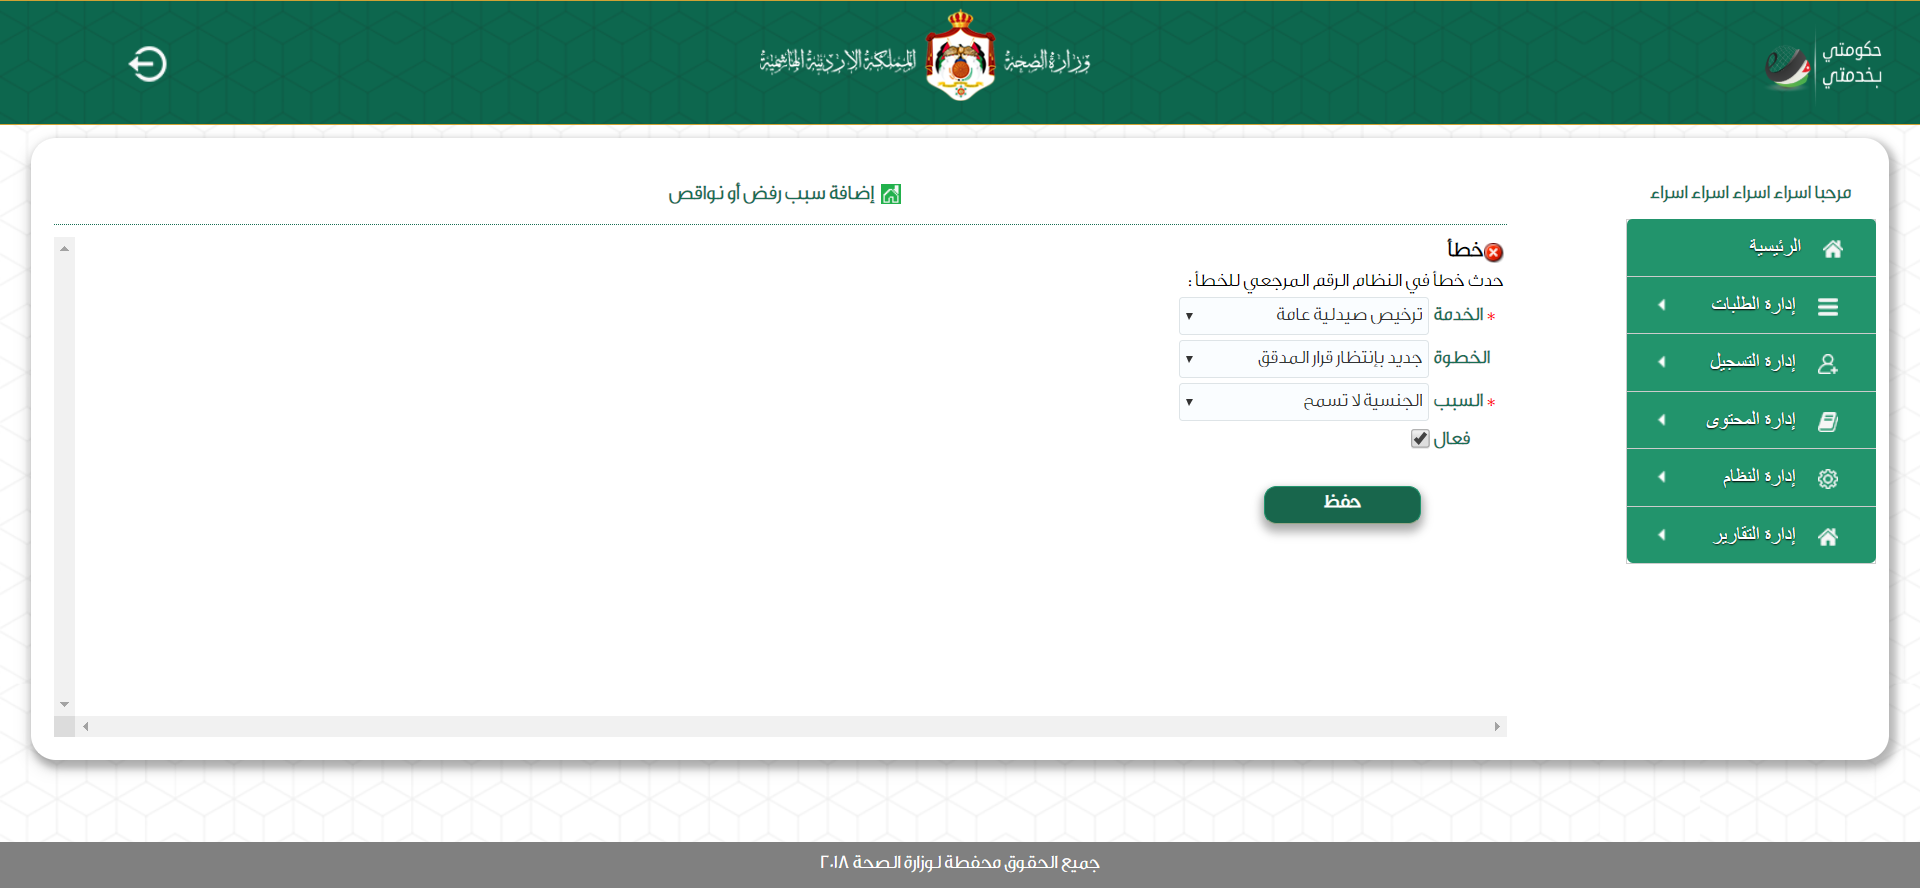 حكومتي
بخدمتي
وزارة الصحة
المملكة الاردنية الهاشمية
مرحبا اسراء اسراء اسراء اسراء
الرئيسية
إدارة الطلبات
إدارة التسجيل
إدارة المحتوى
إدارة النظام
إدارة التقارير
إضافة سبب رفض أو نواقص
خطأ
حدث خطأ في النظام الرقم المرجعي للخطأ :
* الخدمة ترخيص صيدلية عامة
الخطوة جديد بإنتظار قرار المدقق
* السبب الجنسية لا تسمح
فعال
حفظ
جميع الحقوق محفطة لوزارة الصحة ٢٠١٨